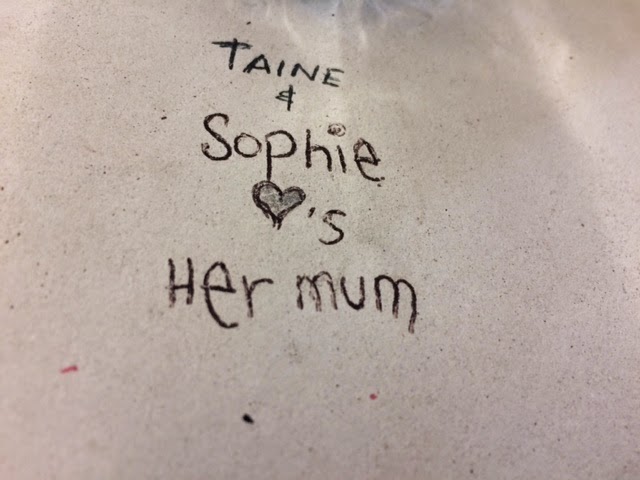 TAINE
&
Sophie
♥'s
Her mum